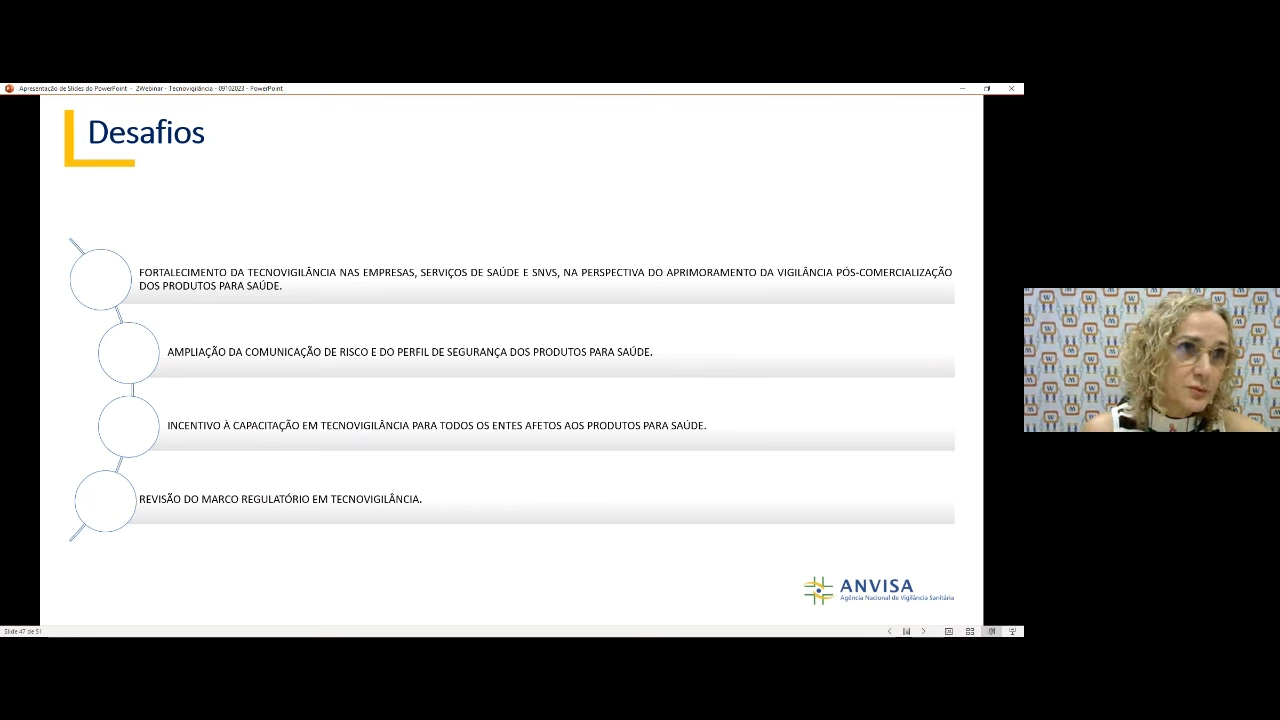 Apresentação de Slides do PowerPoint - 2Webinar - Tecnovigilância - 09102023 - PowerPoint
Desafios
FORTALECIMENTO DA TECNOVIGILÂNCIA NAS EMPRESAS, SERVIÇOS DE SAÚDE E SNVS, NA PERSPECTIVA DO APRIMORAMENTO DA VIGILÂNCIA PÓS-COMERCIALIZAÇÃO
DOS PRODUTOS PARA SAÚDE.
AMPLIAÇÃO DA COMUNICAÇÃO DE RISCO E DO PERFIL DE SEGURANÇA DOS PRODUTOS PARA SAÚDE.
INCENTIVO À CAPACITAÇÃO EM TECNOVIGILÂNCIA PARA TODOS OS ENTES AFETOS AOS PRODUTOS PARA SAÚDE.
REVISÃO DO MARCO REGULATÓRIO EM TECNOVIGILÂNCIA.
ANVISA
Agência Nacional de Vigilância Sanitária
Slide 47 de 51